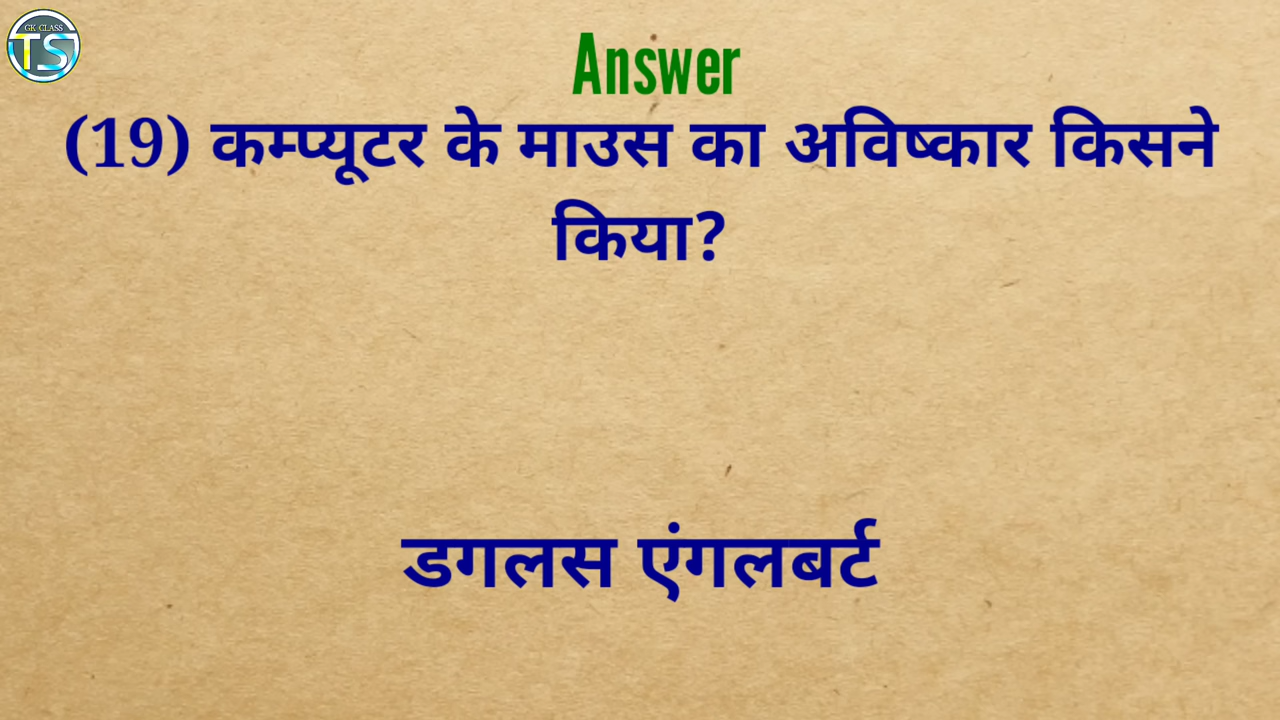 GK CLASS
TS
Answer
(19) कम्प्यूटर के माउस का अविष्कार किसने
किया?
डगलस एंगलबर्ट